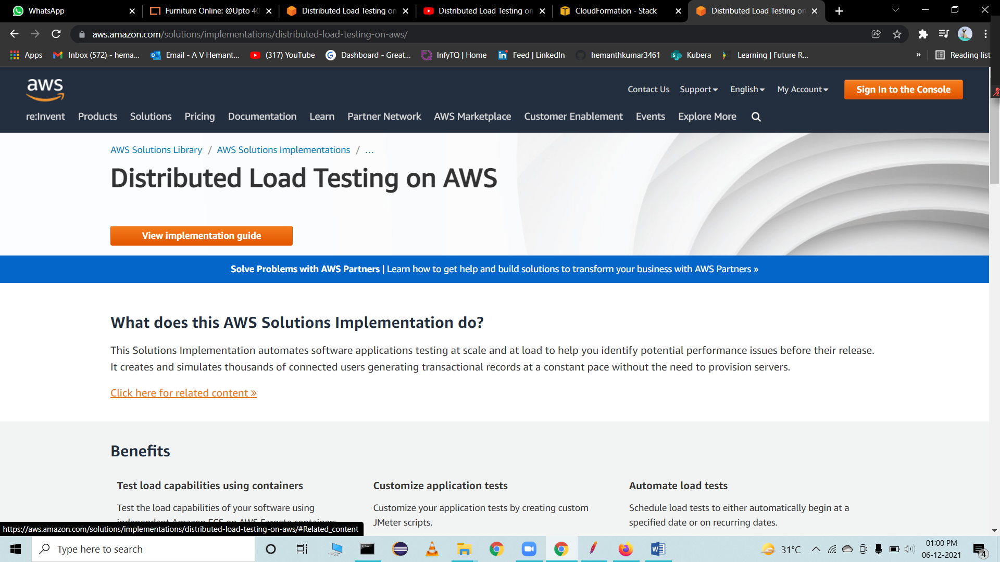 WhatsApp
Furniture Online: @Upto 40
Distributed Load Testing on
Distributed Load Testing on
CloudFormation - Stack
Distributed Load Testing on
aws.amazon.com/solutions/implementations/distributed-load-testing-on-aws/
Apps
Inbox (572) - hema...
Email - A V Hemant...
(317) YouTube
Dashboard - Great...
InfyTQ | Home
Feed | LinkedIn
hemanthkumar3461
Kubera
Learning | Future R...
»
Reading list
aws
Contact Us
Support
English
My Account
Sign In to the Console
re:Invent
Products
Solutions
Pricing
Documentation
Learn
Partner Network
AWS Marketplace
Customer Enablement
Events
Explore More
AWS Solutions Library / AWS Solutions Implementations / ...
Distributed Load Testing on AWS
View implementation guide
Solve Problems with AWS Partners | Learn how to get help and build solutions to transform your business with AWS Partners »
What does this AWS Solutions Implementation do?
This Solutions Implementation automates software applications testing at scale and at load to help you identify potential performance issues before their release.
It creates and simulates thousands of connected users generating transactional records at a constant pace without the need to provision servers.
Click here for related content »
Benefits
Test load capabilities using containers
Test the load capabilities of your software using
independent Amazon ECS on AWS Fargate containers
Customize application tests
Customize your application tests by creating custom
JMeter scripts.
Automate load tests
Schedule load tests to either automatically begin at a
specified date or on recurring dates.
https://aws.amazon.com/solutions/implementations/distributed-load-testing-on-aws/#Related_content
Type here to search
31°C
01:00 PM
06-12-2021
4